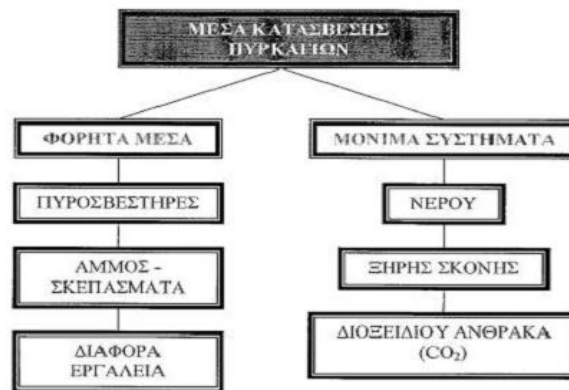 ΜΕΣΑ ΚΑΤΑΣΒΕΣΗΣ
ΠΥΡΚΑΓΙΩΝ
ΦΟΡΗΤΑ ΜΕΣΑ
ΠΥΡΟΣΒΕΣΤΗΡΕΣ
ΑΜΜΟΣ -
ΣΚΕΠΑΣΜΑΤΑ
ΔΙΑΦΟΡΑ
ΕΡΓΑΛΕΙΑ
ΜΟΝΙΜΑ ΣΥΣΤΗΜΑΤΑ
ΝΕΡΟΥ
ΞΗΡΗΣ ΣΚΟΝΗΣ
ΔΙΟΞΕΙΔΙΟΥ ΑΝΘΡΑΚΑ
(CO₂)